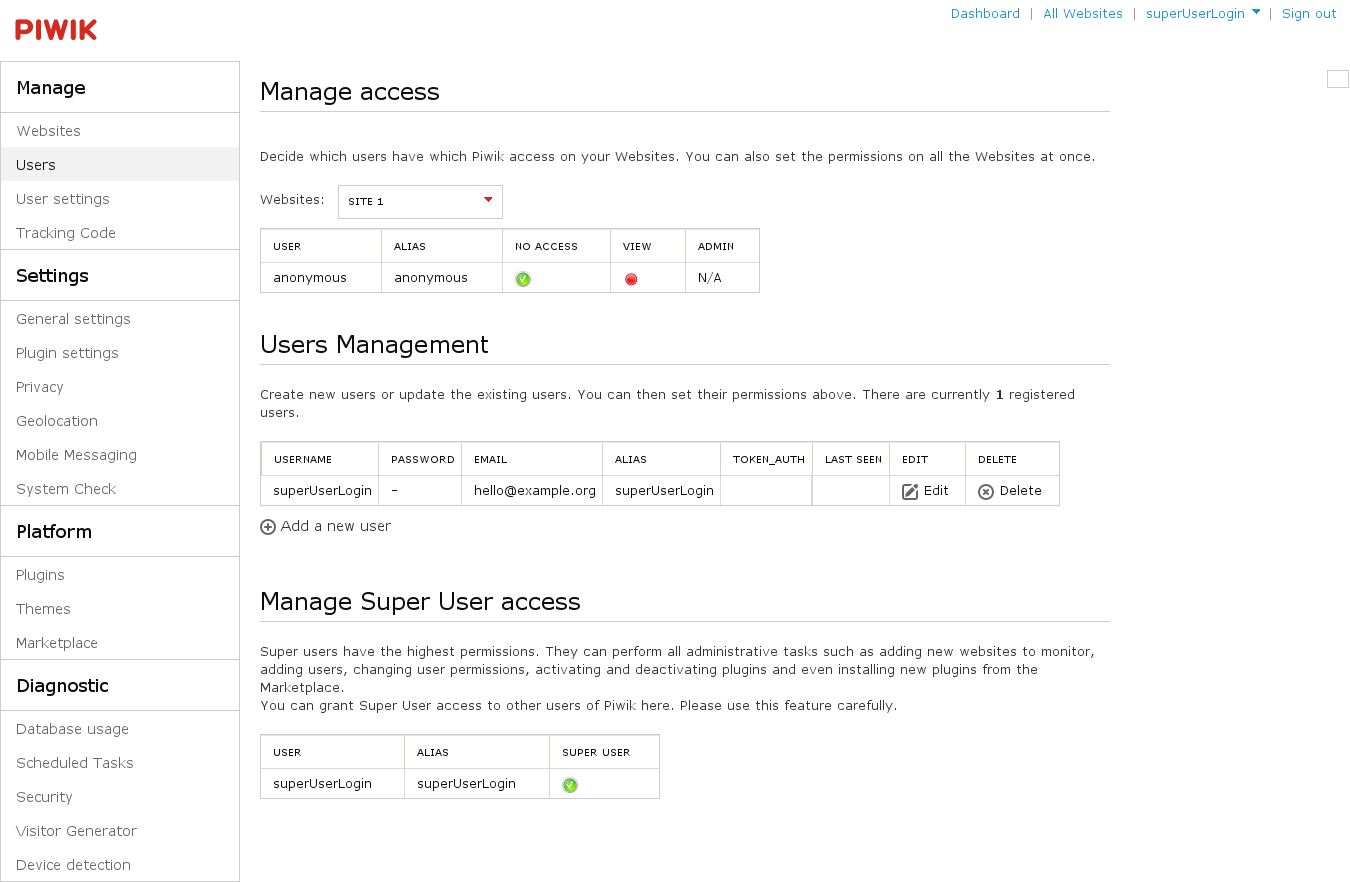 PIWIK
Dashboard | All Websites | superUserLogin | Sign out
Manage
Websites
Users
User settings
Tracking Code
Settings
General settings
Plugin settings
Privacy
Geolocation
Mobile Messaging
System Check
Platform
Plugins
Themes
Marketplace
Diagnostic
Database usage
Scheduled Tasks
Security
Visitor Generator
Device detection
Manage access
Decide which users have which Piwik access on your Websites. You can also set the permissions on all the Websites at once.
Websites: SITE 1
USER ALIAS NO ACCESS VIEW ADMIN
anonymous anonymous N/A
Users Management
Create new users or update the existing users. You can then set their permissions above. There are currently 1 registered
users.
USERNAME PASSWORD EMAIL ALIAS TOKEN_AUTH LAST SEEN EDIT DELETE
superUserLogin - hello@example.org superUserLogin Edit Delete
Add a new user
Manage Super User access
Super users have the highest permissions. They can perform all administrative tasks such as adding new websites to monitor,
adding users, changing user permissions, activating and deactivating plugins and even installing new plugins from the
Marketplace.
You can grant Super User access to other users of Piwik here. Please use this feature carefully.
USER ALIAS SUPER USER
superUserLogin superUserLogin